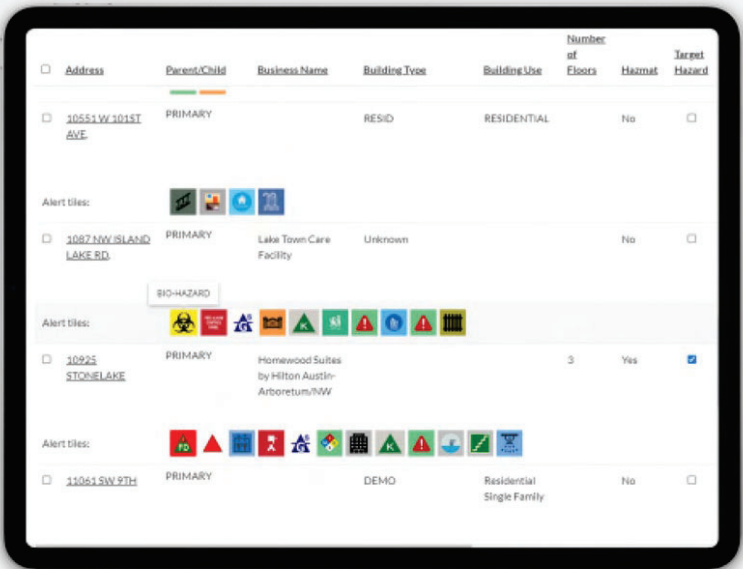 Number
of
Floors
Target
Hazard
Address Parent/Child Business Name Building Type Building Use Hazmat
10551 W 101ST
AVE,
PRIMARY RESID RESIDENTIAL No
Alert tiles:
1087 NW ISLAND
LAKE RD,
PRIMARY Lake Town Care
Facility
Unknown No
BIO-HAZARD
Alert tiles:
K
10925
STONELAKE
PRIMARY Homewood Suites
by Hilton Austin-
Arboretum/NW
3 Yes
Alert tiles:
FD
K
11061 SW 9TH PRIMARY DEMO Residential
Single Family
No